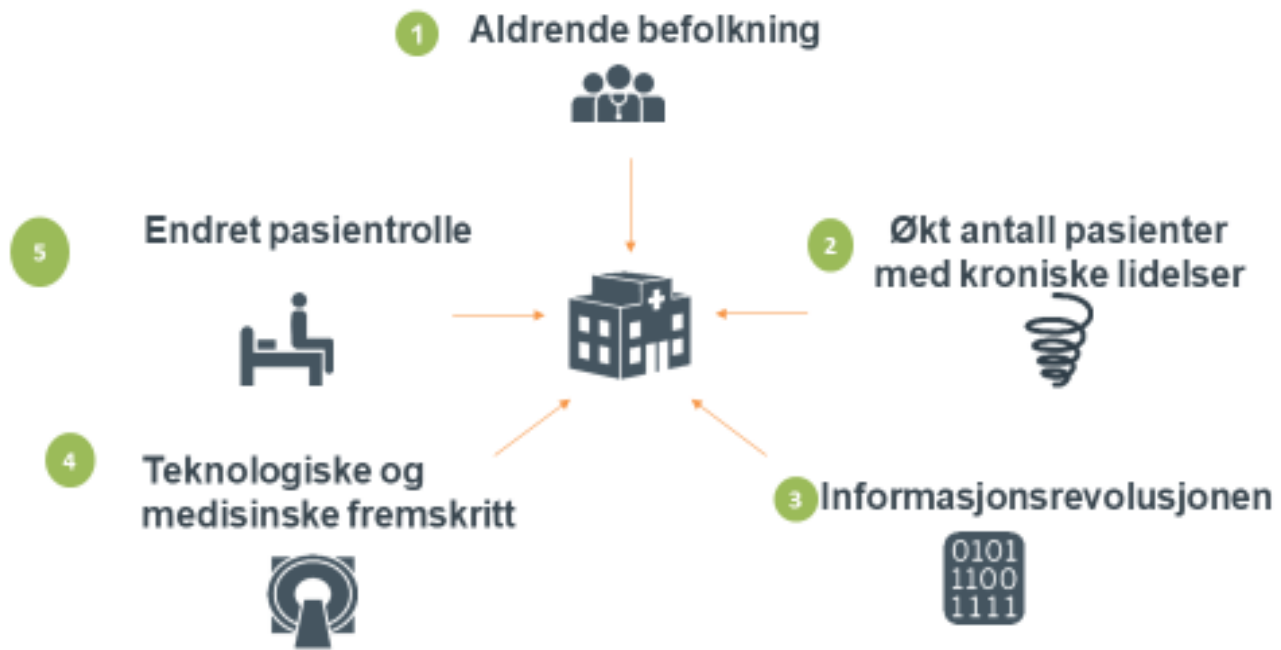 1
Aldrende befolkning
2
Økt antall pasienter
med kroniske lidelser
3
Informasjonsrevolusjonen
0101
1100
1111
4
Teknologiske og
medisinske fremskritt
5
Endret pasientrolle